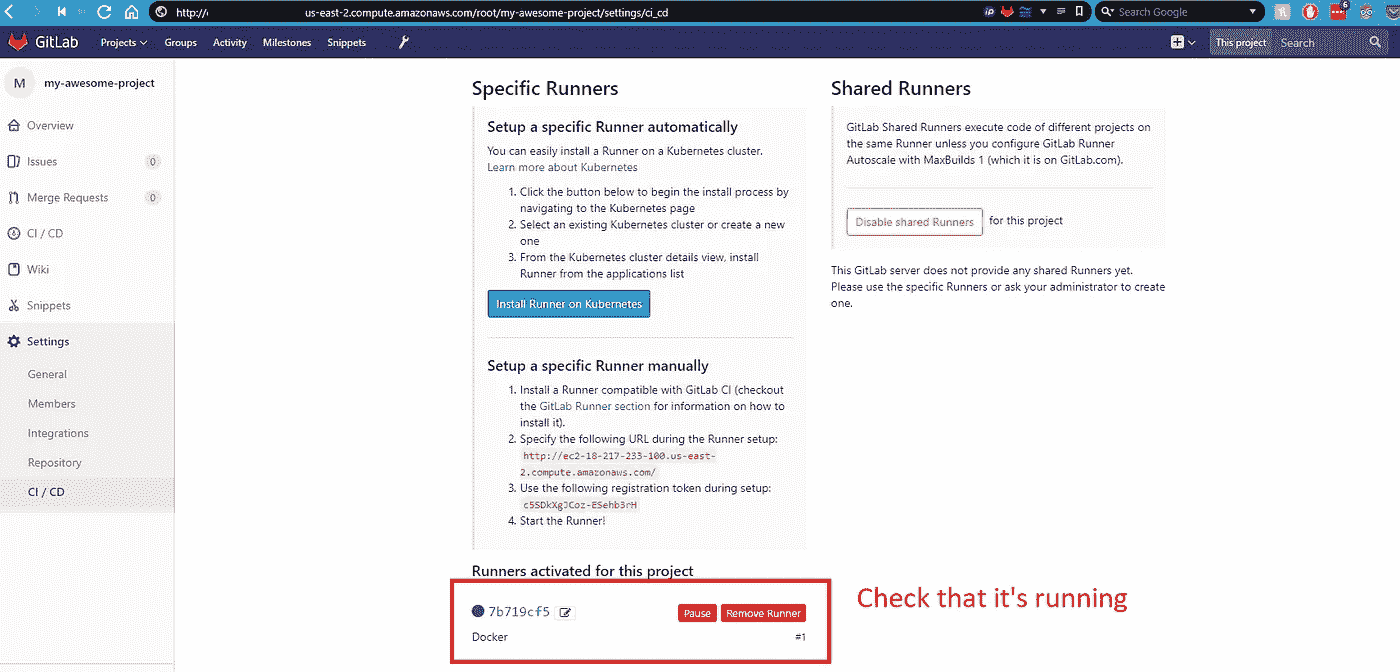 http://
us-east-2.compute.amazonaws.com/root/my-awesome-project/settings/ci_cd
Search Google
6
GitLab
Projects
Groups
Activity
Milestones
Snippets
This project
Search
M
my-awesome-project
Overview
Issues
0
Merge Requests
0
CI / CD
Wiki
Snippets
Settings
General
Members
Integrations
Repository
CI / CD
Specific Runners
Setup a specific Runner automatically
You can easily install a Runner on a Kubernetes cluster.
Learn more about Kubernetes
1. Click the button below to begin the install process by
navigating to the Kubernetes page
2. Select an existing Kubernetes cluster or create a new
one
3. From the Kubernetes cluster details view, install
Runner from the applications list
Install Runner on Kubernetes
Setup a specific Runner manually
1. Install a Runner compatible with GitLab CI (checkout
the GitLab Runner section for information on how to
install it).
2. Specify the following URL during the Runner setup:
http://ec2-18-217-233-100.us-east-
2.compute.amazonaws.com/
3. Use the following registration token during setup:
c5SDkXgJCoz-ESehb3rH
4. Start the Runner!
Runners activated for this project
7b719cf5
Pause
Remove Runner
Docker
#1
Shared Runners
GitLab Shared Runners execute code of different projects on
the same Runner unless you configure GitLab Runner
Autoscale with MaxBuilds 1 (which it is on GitLab.com).
Disable shared Runners
for this project
This GitLab server does not provide any shared Runners yet.
Please use the specific Runners or ask your administrator to create
one.
Check that it's running